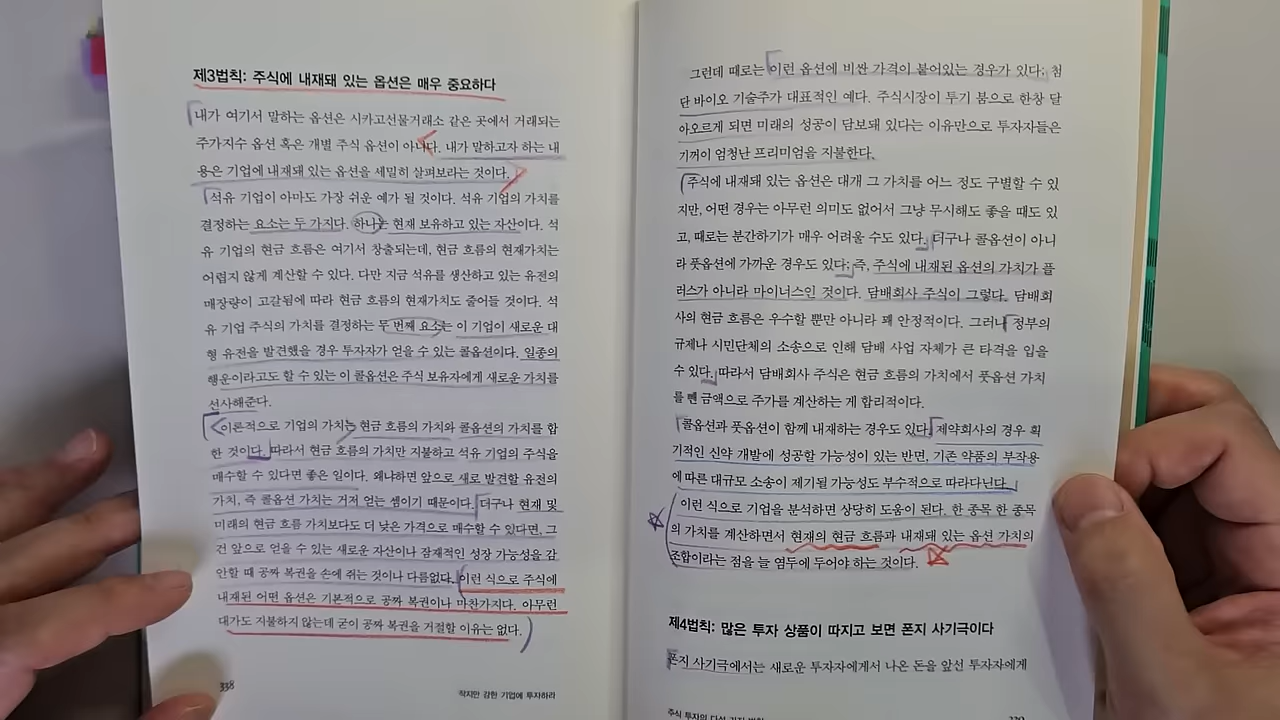 제3법칙: 주식에 내재돼 있는 옵션은 매우 중요하다
내가 여기서 말하는 옵션은 시카고선물거래소 같은 곳에서 거래되는
주가지수 옵션 혹은 개별 주식 옵션이 아니다. 내가 말하고자 하는 내
용은 기업에 내재돼 있는 옵션을 세밀히 살펴보라는 것이다.
석유 기업이 아마도 가장 쉬운 예가 될 것이다. 석유 기업의 가치를
결정하는 요소는 두 가지다. 하나는 현재 보유하고 있는 자산이다. 석
유 기업의 현금 흐름은 여기서 창출되는데, 현금 흐름의 현재가치는
어렵지 않게 계산할 수 있다. 다만 지금 석유를 생산하고 있는 유전의
매장량이 고갈됨에 따라 현금 흐름의 현재가치도 줄어들 것이다. 석
유 기업 주식의 가치를 결정하는 두 번째 요소는 이 기업이 새로운 대
형 유전을 발견했을 경우 투자자가 얻을 수 있는 콜옵션이다. 일종의
행운이라고도 할 수 있는 이 콜옵션은 주식 보유자에게 새로운 가치를
선사해준다.
이론적으로 기업의 가치는 현금 흐름의 가치와 콜옵션의 가치를 합
한 것이다. 따라서 현금 흐름의 가치만 지불하고 석유 기업의 주식을
매수할 수 있다면 좋은 일이다. 왜냐하면 앞으로 새로 발견할 유전의
가치, 즉 콜옵션 가치는 거저 얻는 셈이기 때문이다. 더구나 현재 및
미래의 현금 흐름 가치보다도 더 낮은 가격으로 매수할 수 있다면, 그
건 앞으로 얻을 수 있는 새로운 자산이나 잠재적인 성장 가능성을 감
안할 때 공짜 복권을 손에 쥐는 것이나 다름없다. 이런 식으로 주식에
내재된 어떤 옵션은 기본적으로 공짜 복권이나 마찬가지다. 아무런
대가도 지불하지 않는데 굳이 공짜 복권을 거절할 이유는 없다.
338
작지만 강한 기업에 투자하라
그런데 때로는 이런 옵션에 비싼 가격이 붙어있는 경우가 있다; 첨
단 바이오 기술주가 대표적인 예다. 주식시장이 투기 붐으로 한창 달
아오르게 되면 미래의 성공이 담보돼 있다는 이유만으로 투자자들은
기꺼이 엄청난 프리미엄을 지불한다.
주식에 내재돼 있는 옵션은 대개 그 가치를 어느 정도 구별할 수 있
지만, 어떤 경우는 아무런 의미도 없어서 그냥 무시해도 좋을 때도 있
고, 때로는 분간하기가 매우 어려울 수도 있다. 더구나 콜옵션이 아니
라 풋옵션에 가까운 경우도 있다; 즉, 주식에 내재된 옵션의 가치가 플
러스가 아니라 마이너스인 것이다. 담배회사 주식이 그렇다. 담배회
사의 현금 흐름은 우수할 뿐만 아니라 꽤 안정적이다. 그러나 정부의
규제나 시민단체의 소송으로 인해 담배 사업 자체가 큰 타격을 입을
수 있다. 따라서 담배회사 주식은 현금 흐름의 가치에서 풋옵션 가치
를 뺀 금액으로 주가를 계산하는 게 합리적이다.
콜옵션과 풋옵션이 함께 내재하는 경우도 있다. 제약회사의 경우 획
기적인 신약 개발에 성공할 가능성이 있는 반면, 기존 약품의 부작용
에 따른 대규모 소송이 제기될 가능성도 부수적으로 따라다닌다.
이런 식으로 기업을 분석하면 상당히 도움이 된다. 한 종목 한 종목
의 가치를 계산하면서 현재의 현금 흐름과 내재돼 있는 옵션 가치의
조합이라는 점을 늘 염두에 두어야 하는 것이다.
제4법칙: 많은 투자 상품이 따지고 보면 폰지 사기극이다
폰지 사기극에서는 새로운 투자자에게서 나온 돈을 앞선 투자자에게
주식 투자의 다섯 가지 법칙
339